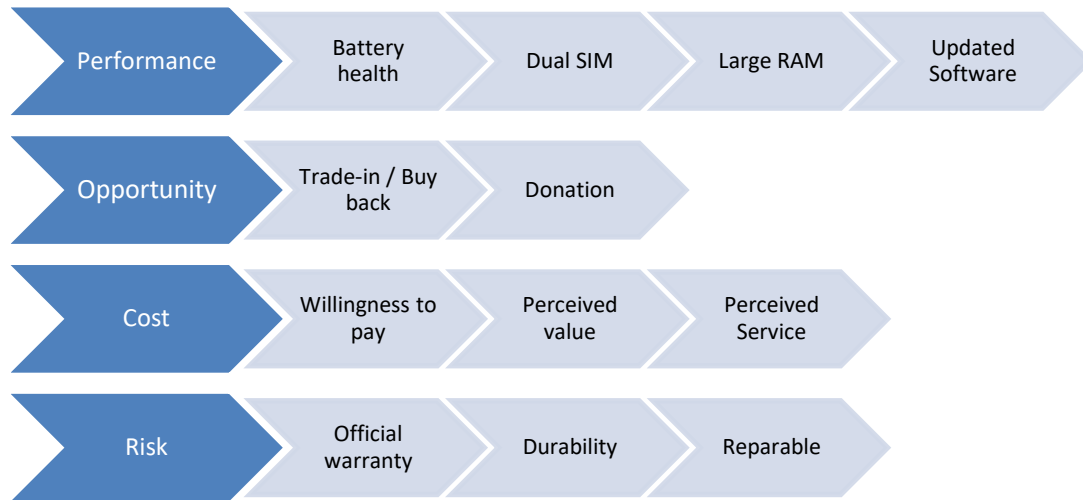 Performance
Battery
health
Dual SIM
Large RAM
Updated
Software
Opportunity
Trade-in / Buy
back
Donation
Cost
Willingness to
pay
Perceived
value
Perceived
Service
Risk
Official
warranty
Durability
Reparable